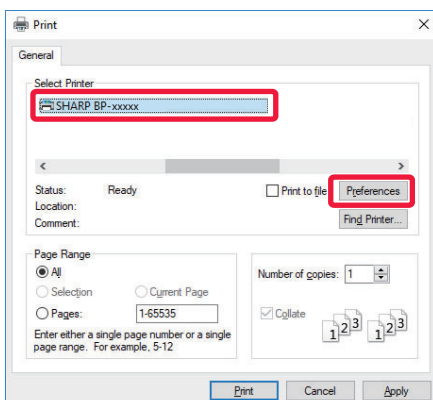 Print
General
Select Printer
SHARP BP-xxxxx
Status: Ready
Print to file
Preferences
Location:
Comment:
Find Printer...
Page Range
All
Selection Current Page
Pages: 1-65535
Enter either a single page number or a single
page range. For example, 5-12
Number of copies: 1
Collate
1 2 3 1 2 3
Print Cancel Apply